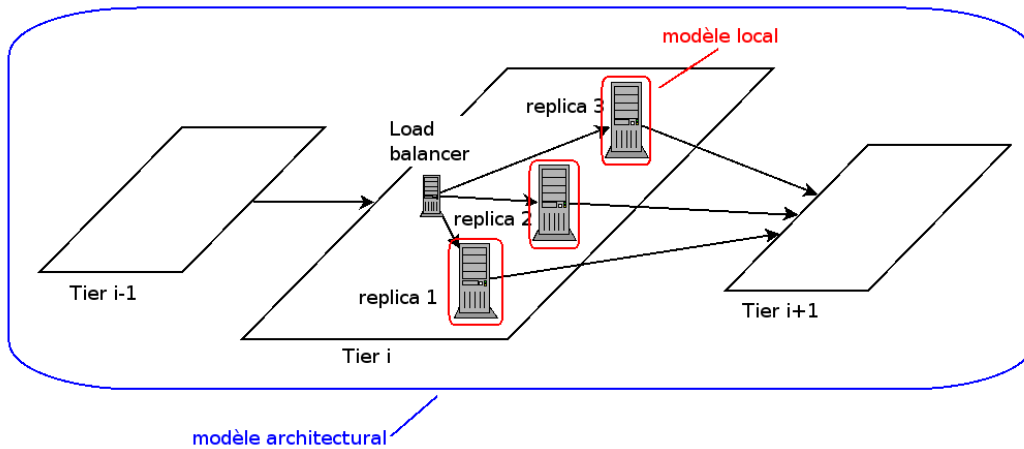 modèle local
replica 3
Load
balancer
replica 2
replica 1
Tier i-1
Tier i+1
Tier i
modèle architectural